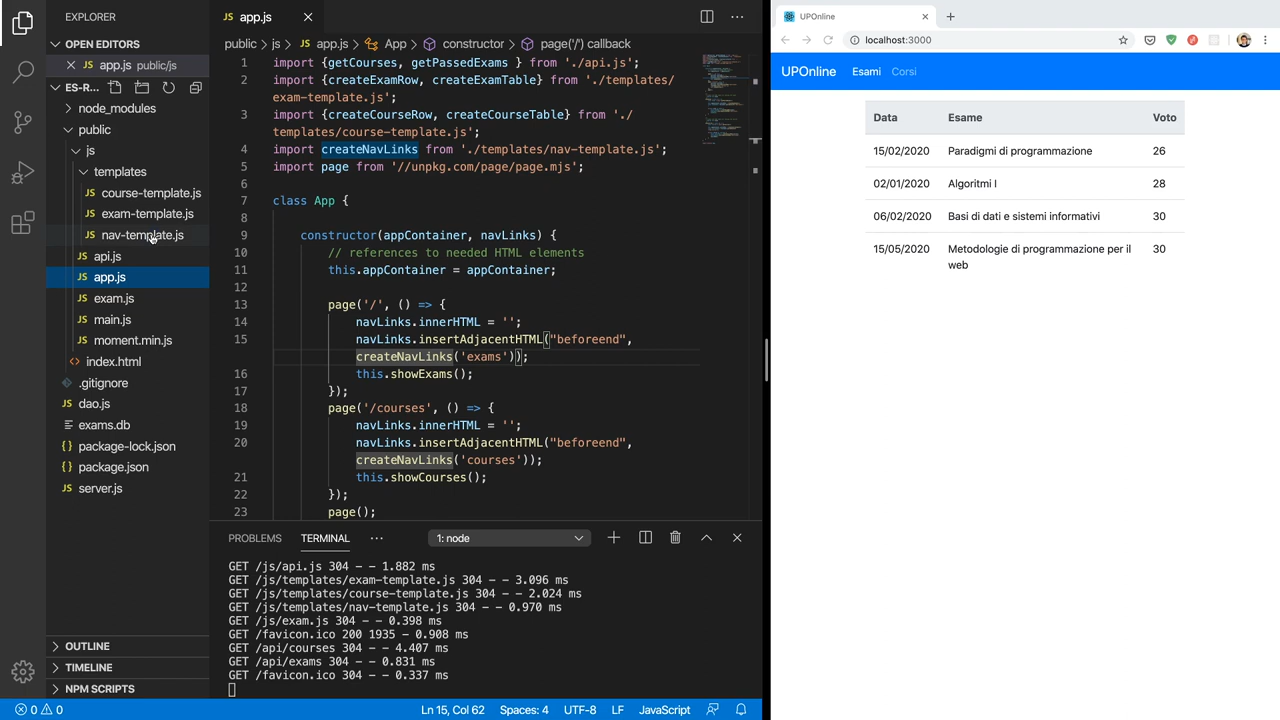 EXPLORER
OPEN EDITORS
app.js public/js
ES-R...
node_modules
public
js
templates
JS course-template.js
JS exam-template.js
JS nav-template.js
JS api.js
JS app.js
JS exam.js
JS main.js
JS moment.min.js
<> index.html
.gitignore
JS dao.js
exams.db
{} package-lock.json
{} package.json
JS server.js
OUTLINE
TIMELINE
NPM SCRIPTS
JS app.js
public > js > JS app.js > App > constructor > page('/') callback
1 import {getCourses, getPassedExams } from './api.js';
2 import {createExamRow, createExamTable} from './templates/
exam-template.js';
3 import {createCourseRow, createCourseTable} from './
templates/course-template.js';
4 import createNavLinks from './templates/nav-template.js';
5 import page from '//unpkg.com/page/page.mjs';
6
7 class App {
8
9 constructor(appContainer, navLinks) {
10 // references to needed HTML elements
11 this.appContainer = appContainer;
12
13 page('/', () => {
14 navLinks.innerHTML = '';
15 navLinks.insertAdjacentHTML("beforeend",
createNavLinks('exams'));
16 this.showExams();
17 });
18 page('/courses', () => {
19 navLinks.innerHTML = '';
20 navLinks.insertAdjacentHTML("beforeend",
createNavLinks('courses'));
21 this.showCourses();
22 });
23 page();
PROBLEMS TERMINAL ... 1: node
GET /js/api.js 304 - - 1.882 ms
GET /js/templates/exam-template.js 304 - - 3.096 ms
GET /js/templates/course-template.js 304 - - 2.024 ms
GET /js/templates/nav-template.js 304 - - 0.970 ms
GET /js/exam.js 304 - - 0.398 ms
GET /favicon.ico 200 1935 - 0.908 ms
GET /api/courses 304 - - 4.407 ms
GET /api/exams 304 - - 0.831 ms
GET /favicon.ico 304 - - 0.337 ms
0 0 Ln 15, Col 62 Spaces: 4 UTF-8 LF JavaScript
UPOnline
localhost:3000
UPOnline Esami Corsi
Data Esame Voto
15/02/2020 Paradigmi di programmazione 26
02/01/2020 Algoritmi I 28
06/02/2020 Basi di dati e sistemi informativi 30
15/05/2020 Metodologie di programmazione per il 30
web